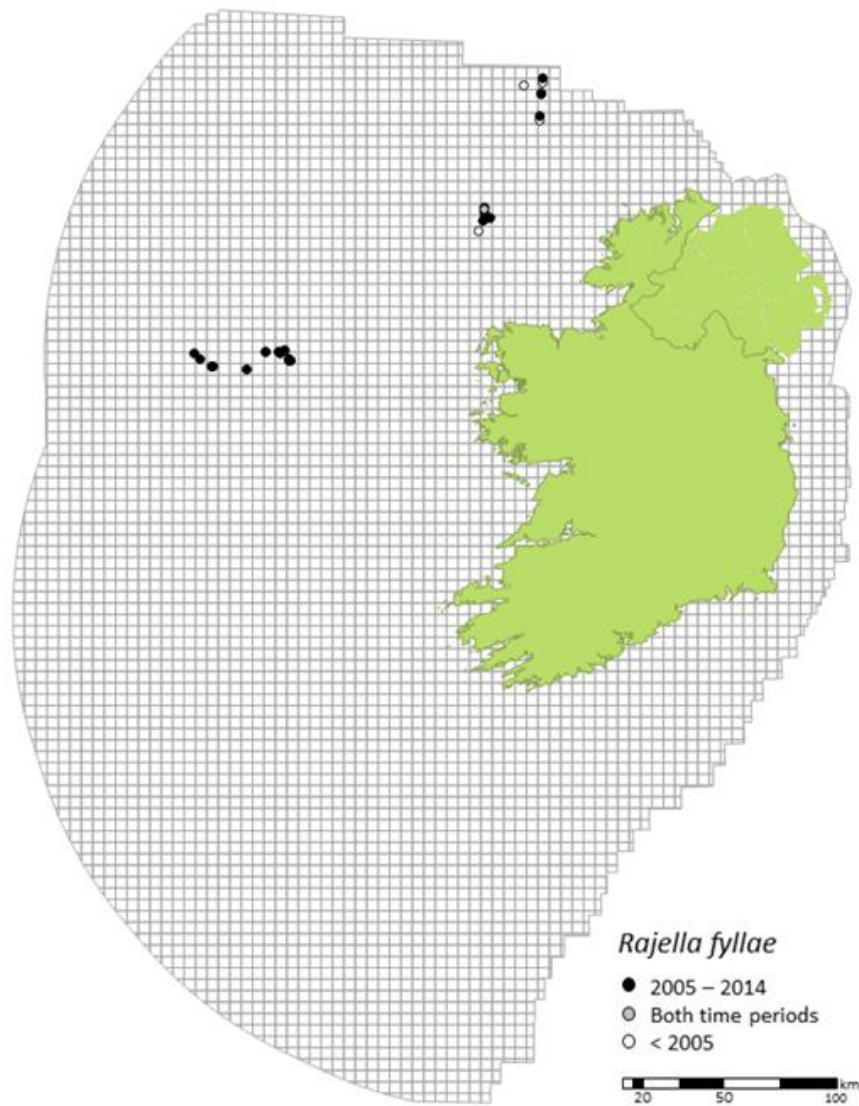 Rajella fyllae
2005 – 2014
Both time periods
< 2005
km
20 50 100